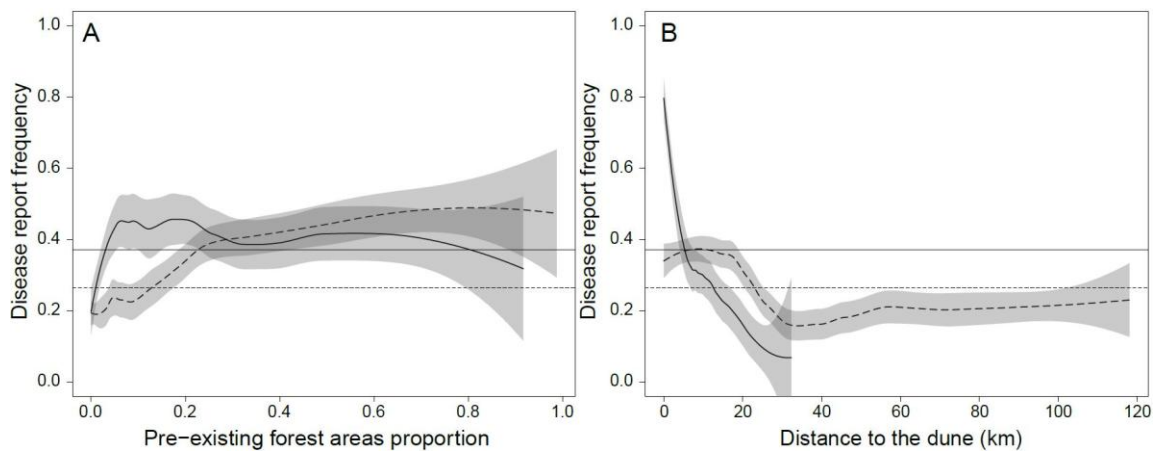 A
Disease report frequency
1.0
0.8
0.6
0.4
0.2
0.0
0.0 0.2 0.4 0.6 0.8 1.0
Pre−existing forest areas proportion
B
Disease report frequency
1.0
0.8
0.6
0.4
0.2
0.0
0 20 40 60 80 100 120
Distance to the dune (km)